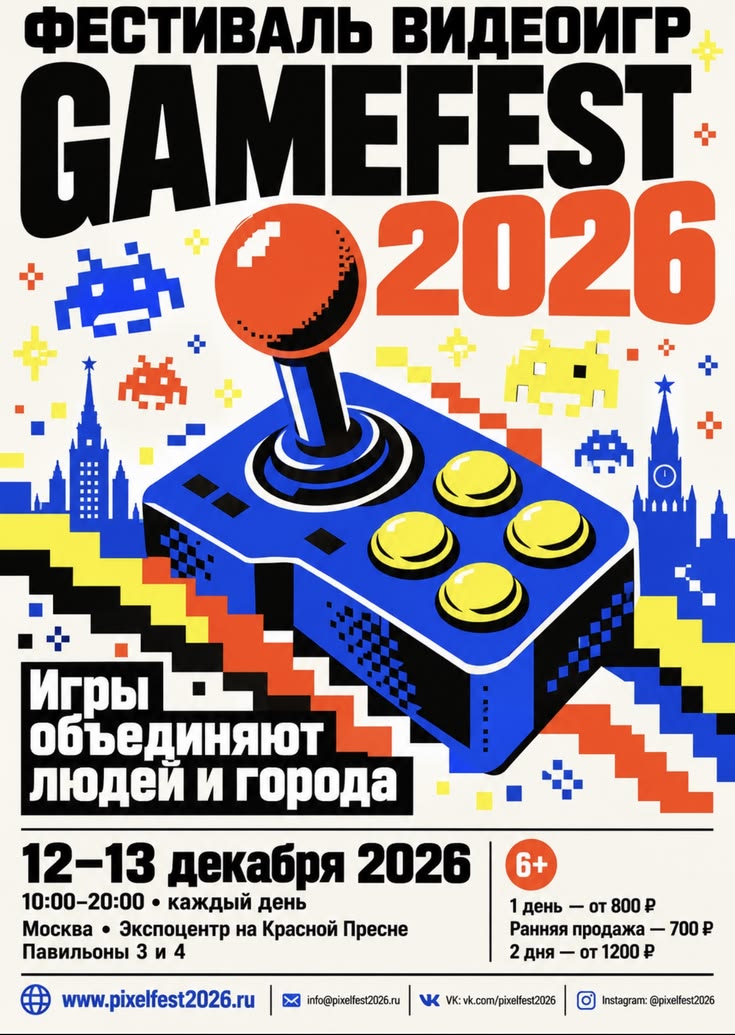 ФЕСТИВАЛЬ ВИДЕОИГР
GAMEFEST
2026
Игры
объединяют
людей и города
12–13 декабря 2026
10:00–20:00 • каждый день
Москва • Экспоцентр на Красной Пресне
Павильоны 3 и 4
6+
1 день — от 800 ₽
Ранняя продажа — 700 ₽
2 дня — от 1200 ₽
www.pixelfest2026.ru
info@pixelfest2026.ru
VK: vk.com/pixelfest2026
Instagram: @pixelfest2026